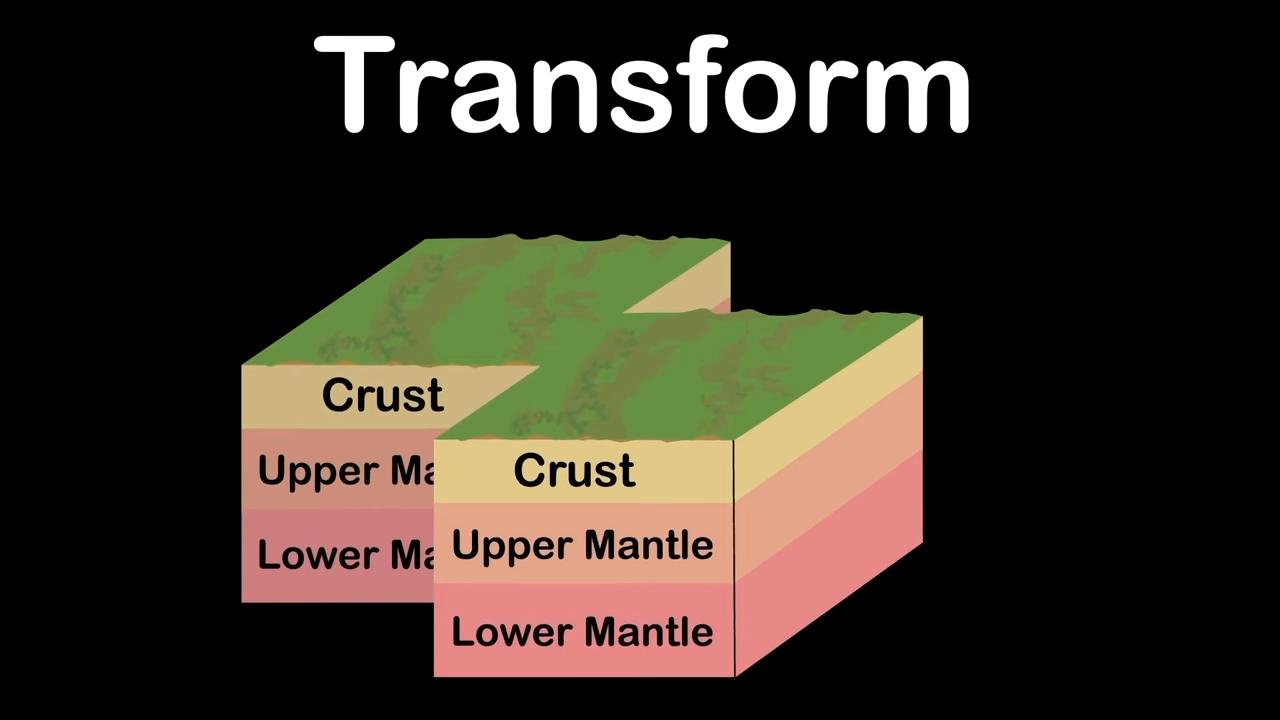 Transform
Crust
Upper Ma
Lower Ma
Crust
Upper Mantle
Lower Mantle